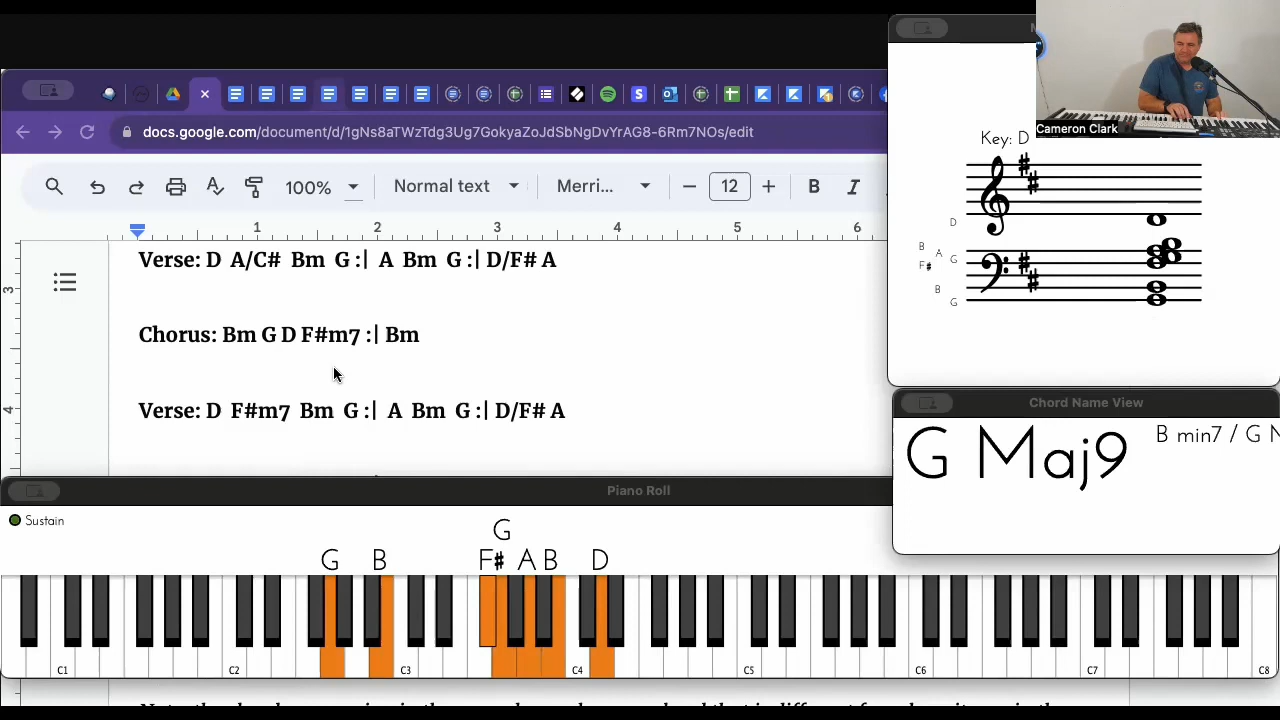 docs.google.com/document/d/1gNs8aTWzTdg3Ug7GokyaZoJdSbNgDvYrAG8-6Rm7NOs/edit
100% Normal text Merri... 12 B I
1 2 3 4 5 6
3
4
Verse: D A/C# Bm G :| A Bm G :| D/F# A
Chorus: Bm G D F#m7 :| Bm
Verse: D F#m7 Bm G :| A Bm G :| D/F# A
Cameron Clark
Key: D
D
B
A
G
F#
B
G
Chord Name View
G Maj9
B min7 / G
Piano Roll
Sustain
G
G B F# A B D
C1 C2 C3 C4 C5 C6 C7 C8